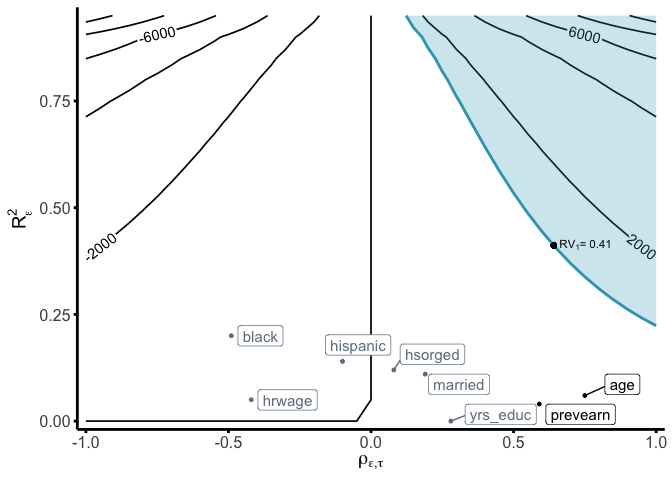 -6000
6000
0.75
R²ε
0.50
-2000
2000
RV₁= 0.41
0.25
black
hispanic
hsorged
married
age
hrwage
yrs_educ
prevearn
0.00
-1.0
-0.5
0.0
0.5
1.0
ρε,τ